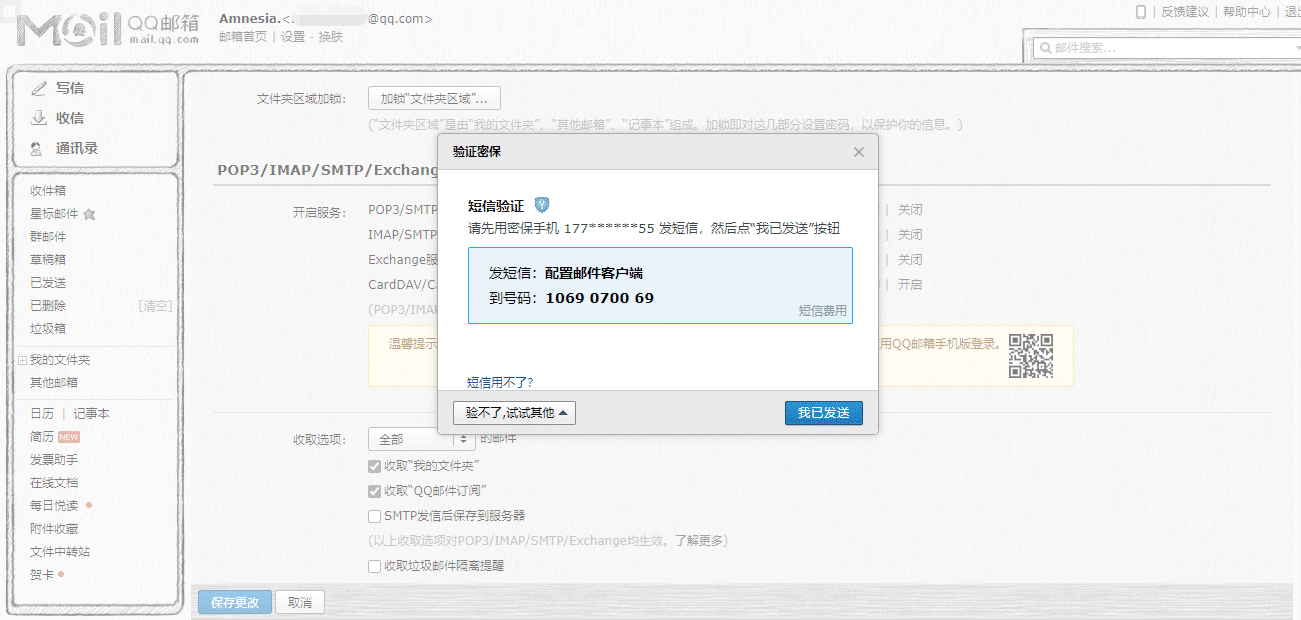 Mail QQ邮箱
mail.qq.com
Amnesia.<
@qq.com>
邮箱首页 | 设置 - 换肤
| 反馈建议 | 帮助中心 | 退出
邮件搜索...
写信
收信
通讯录
收件箱
星标邮件
群邮件
草稿箱
已发送
已删除 [清空]
垃圾箱
我的文件夹
其他邮箱
日历 | 记事本
简历 NEW
发票助手
在线文档
每日悦读
附件收藏
文件中转站
贺卡
文件夹区域加锁: 加锁“文件夹区域”...
(“文件夹区域”是由“我的文件夹”、“其他邮箱”、“记事本”组成。加锁即对这几部分设置密码，以保护你的信息。)
POP3/IMAP/SMTP/Exchang
开启服务: POP3/SMTP | 关闭
IMAP/SMTP | 关闭
Exchange服 | 关闭
CardDAV/C | 开启
(POP3/IMA
温馨提示 用QQ邮箱手机版登录。
验证密保
短信验证
请先用密保手机 177******55 发短信，然后点“我已发送”按钮
发短信：配置邮件客户端
到号码：1069 0700 69
短信费用
短信用不了?
验不了,试试其他 我已发送
收取选项: 全部 的邮件
收取“我的文件夹”
收取“QQ邮件订阅”
SMTP发信后保存到服务器
(以上收取选项对POP3/IMAP/SMTP/Exchange均生效。了解更多)
收取垃圾邮件隔离提醒
保存更改 取消